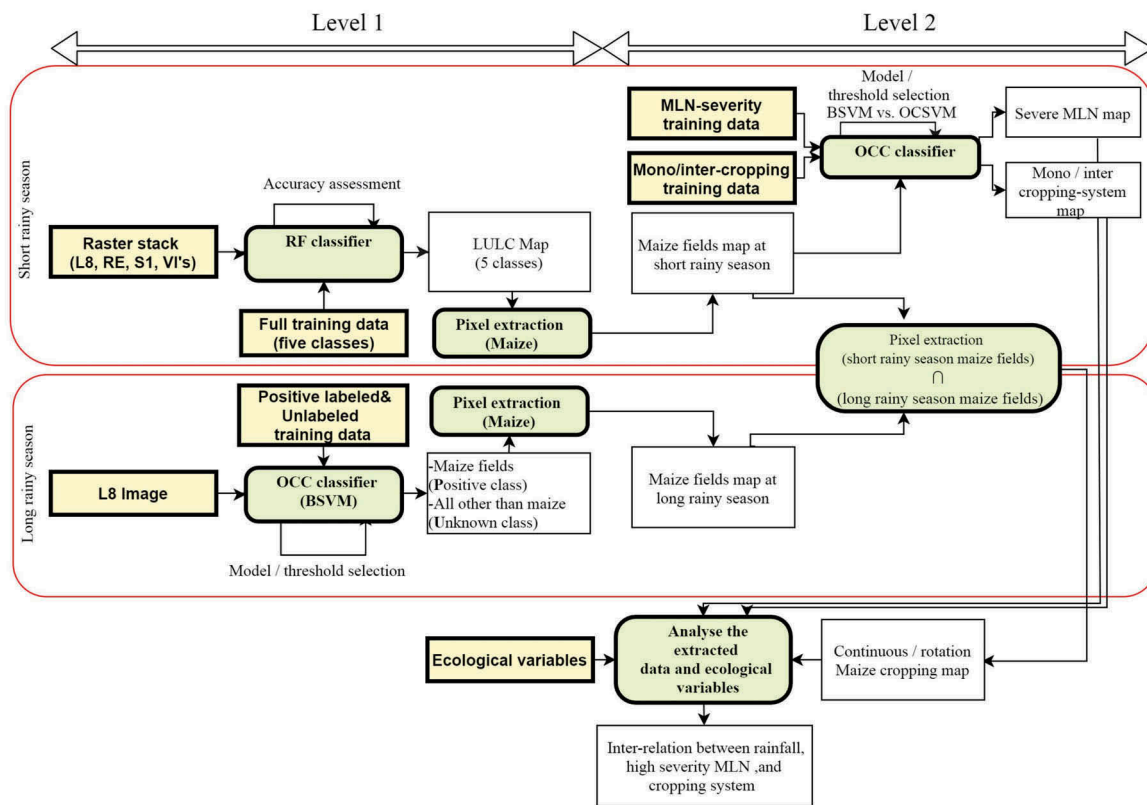 Level 1
Level 2
Short rainy season
Accuracy assessment
Raster stack
(L8, RE, S1, VI's)
RF classifier
Full training data
(five classes)
LULC Map
(5 classes)
Pixel extraction
(Maize)
MLN-severity
training data
Mono/inter-cropping
training data
Model /
threshold selection
BSVM vs. OCSVM
OCC classifier
Severe MLN map
Mono / inter
cropping-system
map
Maize fields map at
short rainy season
Pixel extraction
(short rainy season maize fields)
∩
(long rainy season maize fields)
Long rainy season
Positive labeled&
Unlabeled
training data
L8 Image
OCC classifier
(BSVM)
Model / threshold selection
Pixel extraction
(Maize)
-Maize fields
(Positive class)
-All other than maize
(Unknown class)
Maize fields map at
long rainy season
Ecological variables
Analyse the
extracted
data and ecological
variables
Continuous / rotation
Maize cropping map
Inter-relation between rainfall,
high severity MLN ,and
cropping system